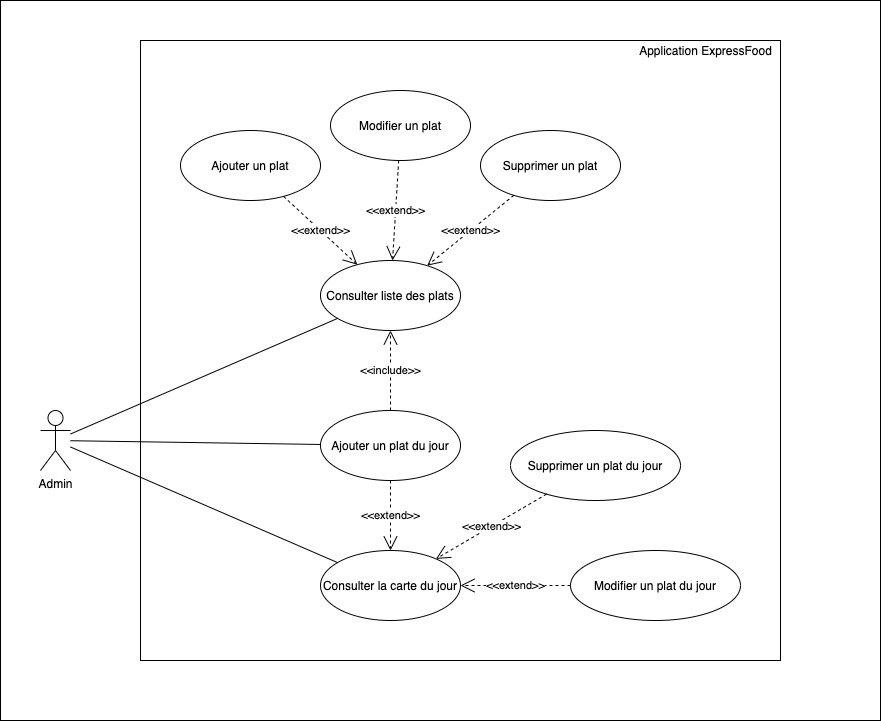 Application ExpressFood
Modifier un plat
Ajouter un plat
Supprimer un plat
<<extend>>
<<extend>>
<<extend>>
Consulter liste des plats
<<include>>
Ajouter un plat du jour
Supprimer un plat du jour
Admin
<<extend>>
<<extend>>
Consulter la carte du jour
<<extend>>
Modifier un plat du jour